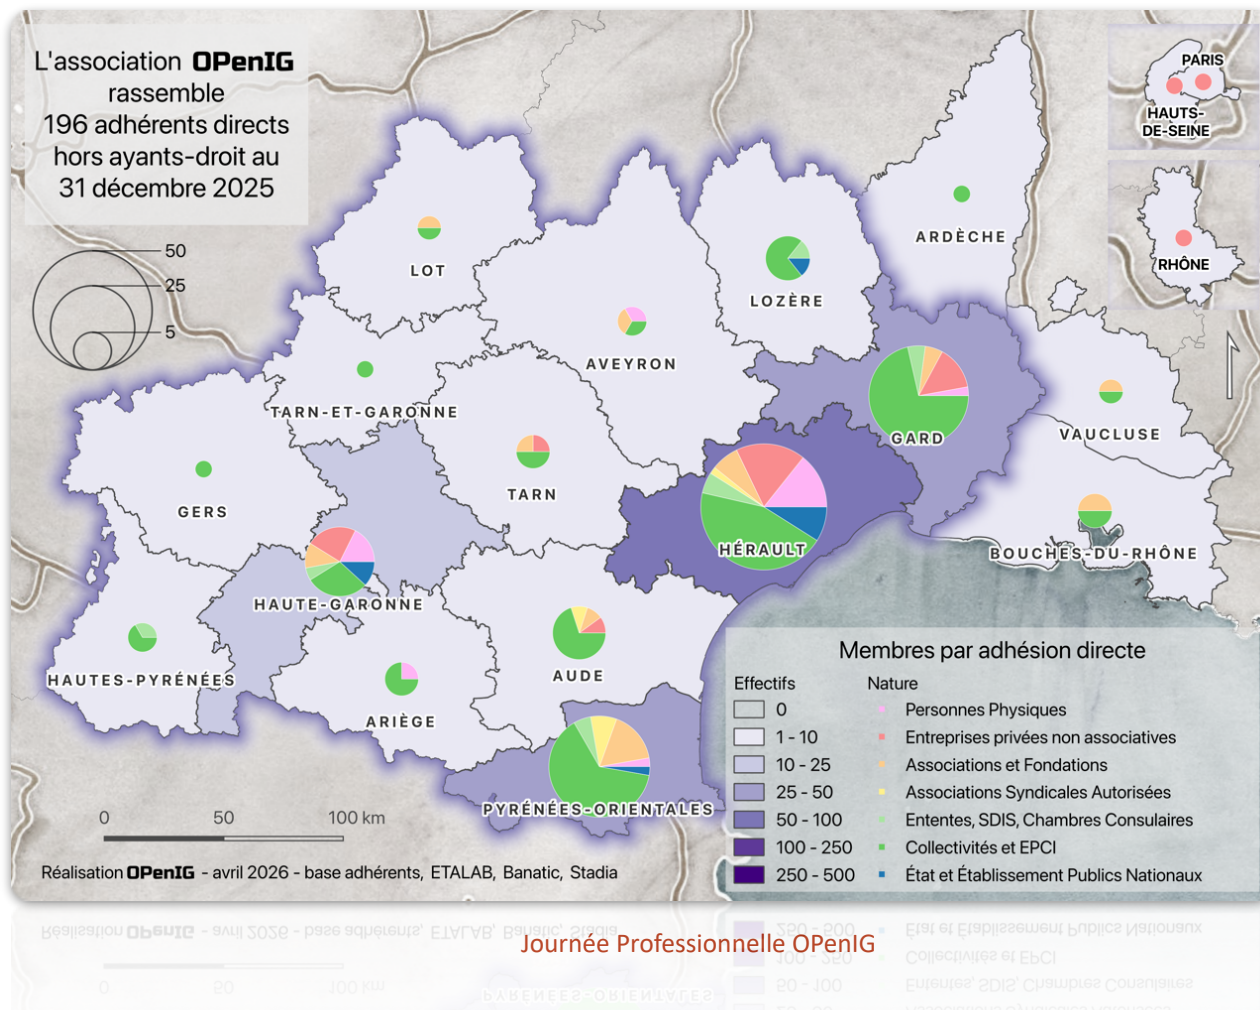 L'association OPenIG
rassemble
196 adhérents directs
hors ayants-droit au
31 décembre 2025
50
25
5
PARIS
HAUTS-
DE-SEINE
RHÔNE
LOT
ARDÈCHE
LOZÈRE
AVEYRON
TARN-ET-GARONNE
GARD
VAUCLUSE
TARN
GERS
HÉRAULT
BOUCHES-DU-RHÔNE
HAUTE-GARONNE
HAUTES-PYRÉNÉES
AUDE
ARIÈGE
PYRÉNÉES-ORIENTALES
Membres par adhésion directe
Effectifs
0
1 - 10
10 - 25
25 - 50
50 - 100
100 - 250
250 - 500
Nature
Personnes Physiques
Entreprises privées non associatives
Associations et Fondations
Associations Syndicales Autorisées
Ententes, SDIS, Chambres Consulaires
Collectivités et EPCI
État et Établissement Publics Nationaux
0 50 100 km
Réalisation OPenIG - avril 2026 - base adhérents, ETALAB, Banatic, Stadia
Journée Professionnelle OPenIG